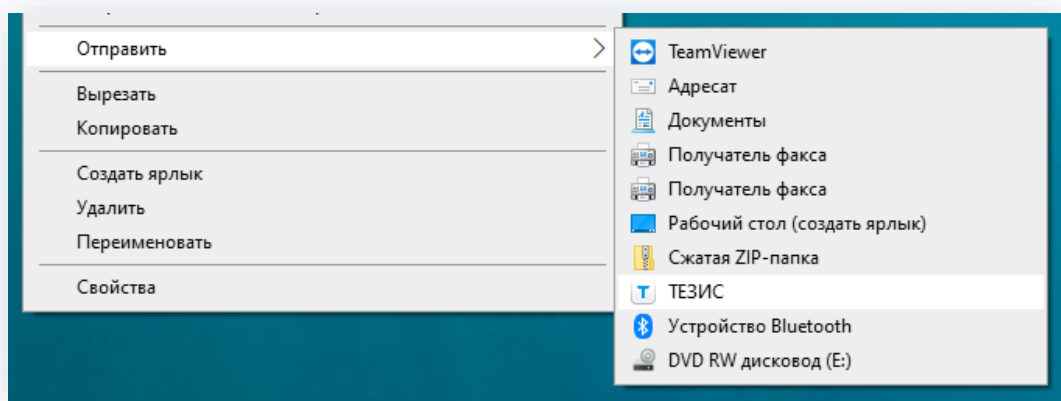 Отправить
Вырезать
Копировать
Создать ярлык
Удалить
Переименовать
Свойства
TeamViewer
Адресат
Документы
Получатель факса
Получатель факса
Рабочий стол (создать ярлык)
Сжатая ZIP-папка
ТЕЗИС
Устройство Bluetooth
DVD RW дисковод (E:)